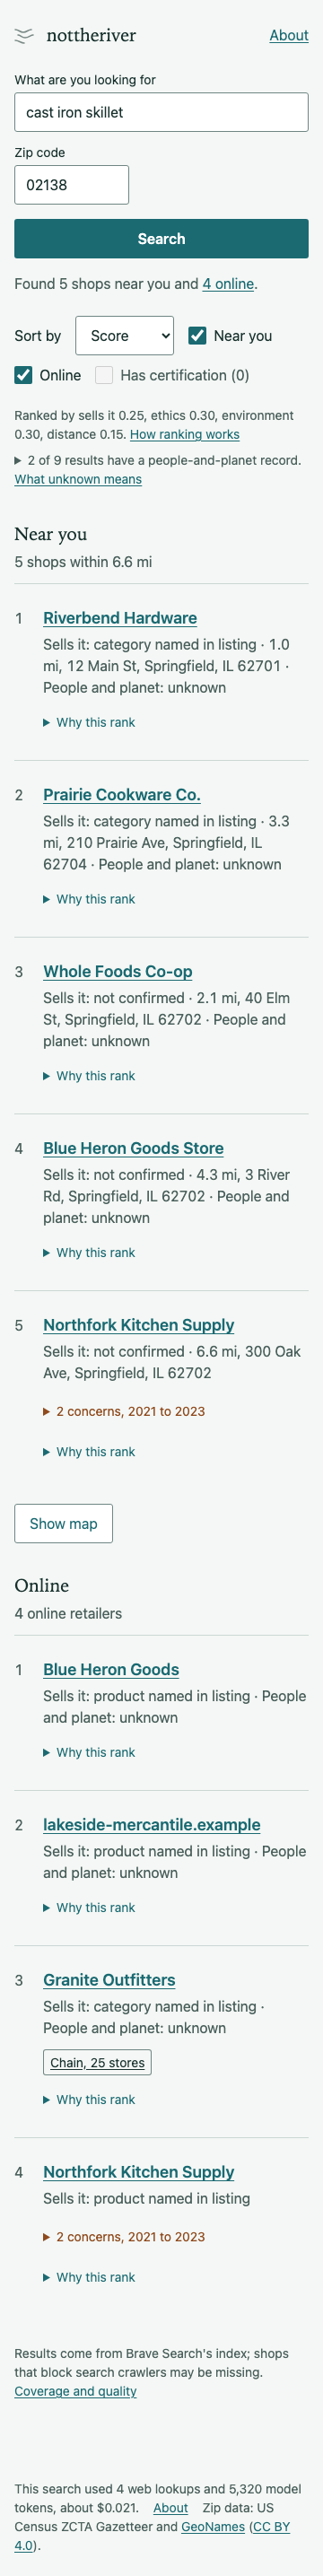 nottheriver About
What are you looking for
cast iron skillet
Zip code
02138
Search
Found 5 shops near you and 4 online.
Sort by Score Near you
Online Has certification (0)
Ranked by sells it 0.25, ethics 0.30, environment
0.30, distance 0.15. How ranking works
2 of 9 results have a people-and-planet record.
What unknown means
Near you
5 shops within 6.6 mi
1 Riverbend Hardware
Sells it: category named in listing · 1.0
mi, 12 Main St, Springfield, IL 62701 ·
People and planet: unknown
Why this rank
2 Prairie Cookware Co.
Sells it: category named in listing · 3.3
mi, 210 Prairie Ave, Springfield, IL
62704 · People and planet: unknown
Why this rank
3 Whole Foods Co-op
Sells it: not confirmed · 2.1 mi, 40 Elm
St, Springfield, IL 62702 · People and
planet: unknown
Why this rank
4 Blue Heron Goods Store
Sells it: not confirmed · 4.3 mi, 3 River
Rd, Springfield, IL 62702 · People and
planet: unknown
Why this rank
5 Northfork Kitchen Supply
Sells it: not confirmed · 6.6 mi, 300 Oak
Ave, Springfield, IL 62702
2 concerns, 2021 to 2023
Why this rank
Show map
Online
4 online retailers
1 Blue Heron Goods
Sells it: product named in listing · People
and planet: unknown
Why this rank
2 lakeside-mercantile.example
Sells it: product named in listing · People
and planet: unknown
Why this rank
3 Granite Outfitters
Sells it: category named in listing ·
People and planet: unknown
Chain, 25 stores
Why this rank
4 Northfork Kitchen Supply
Sells it: product named in listing
2 concerns, 2021 to 2023
Why this rank
Results come from Brave Search's index; shops
that block search crawlers may be missing.
Coverage and quality
This search used 4 web lookups and 5,320 model
tokens, about $0.021. About Zip data: US
Census ZCTA Gazetteer and GeoNames (CC BY
4.0).